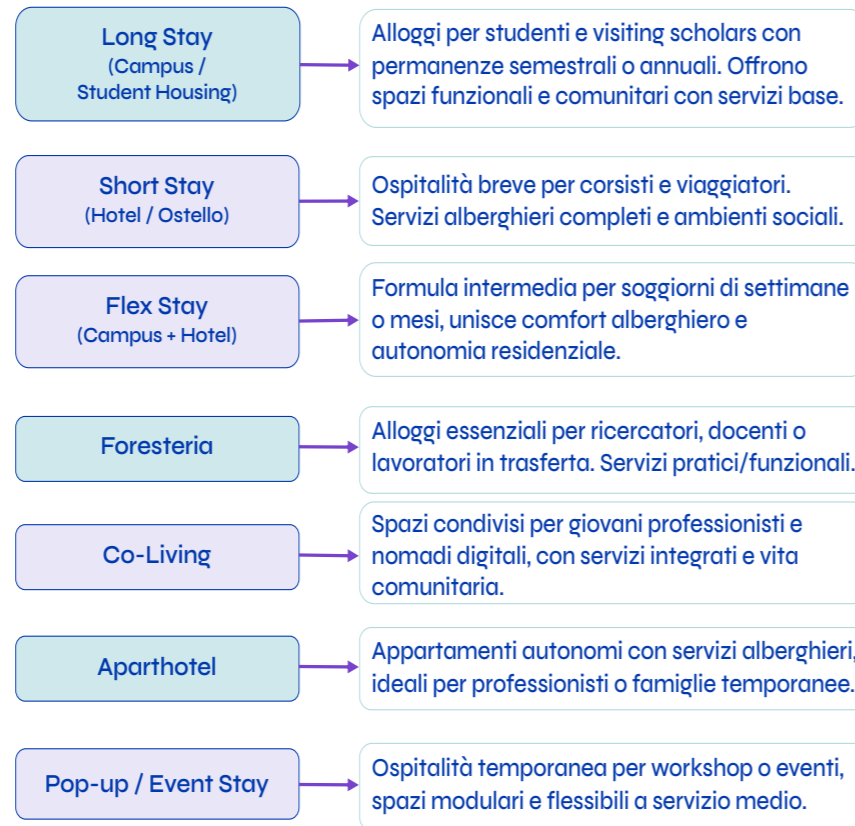 Long Stay
(Campus /
Student Housing)
Alloggi per studenti e visiting scholars con
permanenze semestrali o annuali. Offrono
spazi funzionali e comunitari con servizi base.
Short Stay
(Hotel / Ostello)
Ospitalità breve per corsisti e viaggiatori.
Servizi alberghieri completi e ambienti sociali.
Flex Stay
(Campus + Hotel)
Formula intermedia per soggiorni di settimane
o mesi, unisce comfort alberghiero e
autonomia residenziale.
Foresteria
Alloggi essenziali per ricercatori, docenti o
lavoratori in trasferta. Servizi pratici/funzionali.
Co-Living
Spazi condivisi per giovani professionisti e
nomadi digitali, con servizi integrati e vita
comunitaria.
Aparthotel
Appartamenti autonomi con servizi alberghieri,
ideali per professionisti o famiglie temporanee.
Pop-up / Event Stay
Ospitalità temporanea per workshop o eventi,
spazi modulari e flessibili a servizio medio.